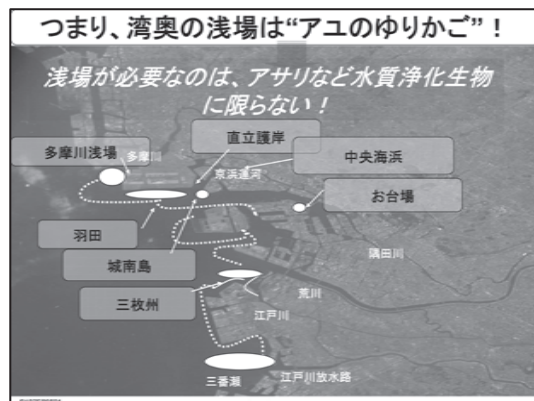 つまり、湾奥の浅場は“アユのゆりかご”！
浅場が必要なのは、アサリなど水質浄化生物
に限らない！
直立護岸
多摩川浅場
多摩川
中央海浜
京浜運河
お台場
羽田
隅田川
城南島
荒川
三枚州
江戸川
三番瀬
江戸川放水路